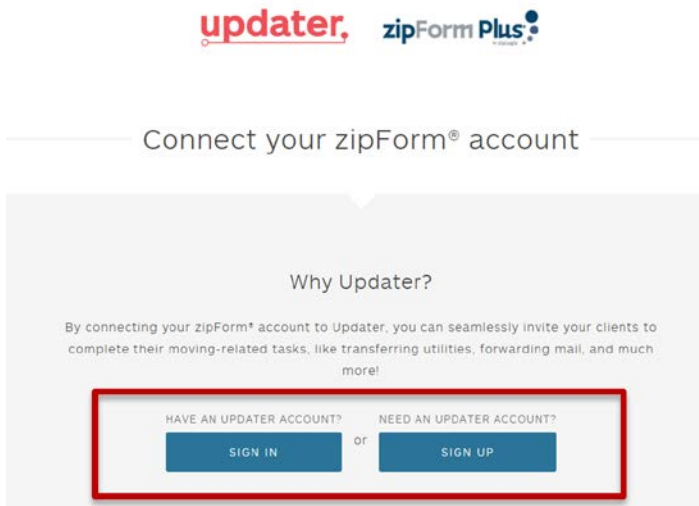 updater.
zipForm Plus
Connect your zipForm® account
Why Updater?
By connecting your zipForm® account to Updater, you can seamlessly invite your clients to
complete their moving-related tasks, like transferring utilities, forwarding mail, and much
more!
HAVE AN UPDATER ACCOUNT?
NEED AN UPDATER ACCOUNT?
SIGN IN
or
SIGN UP